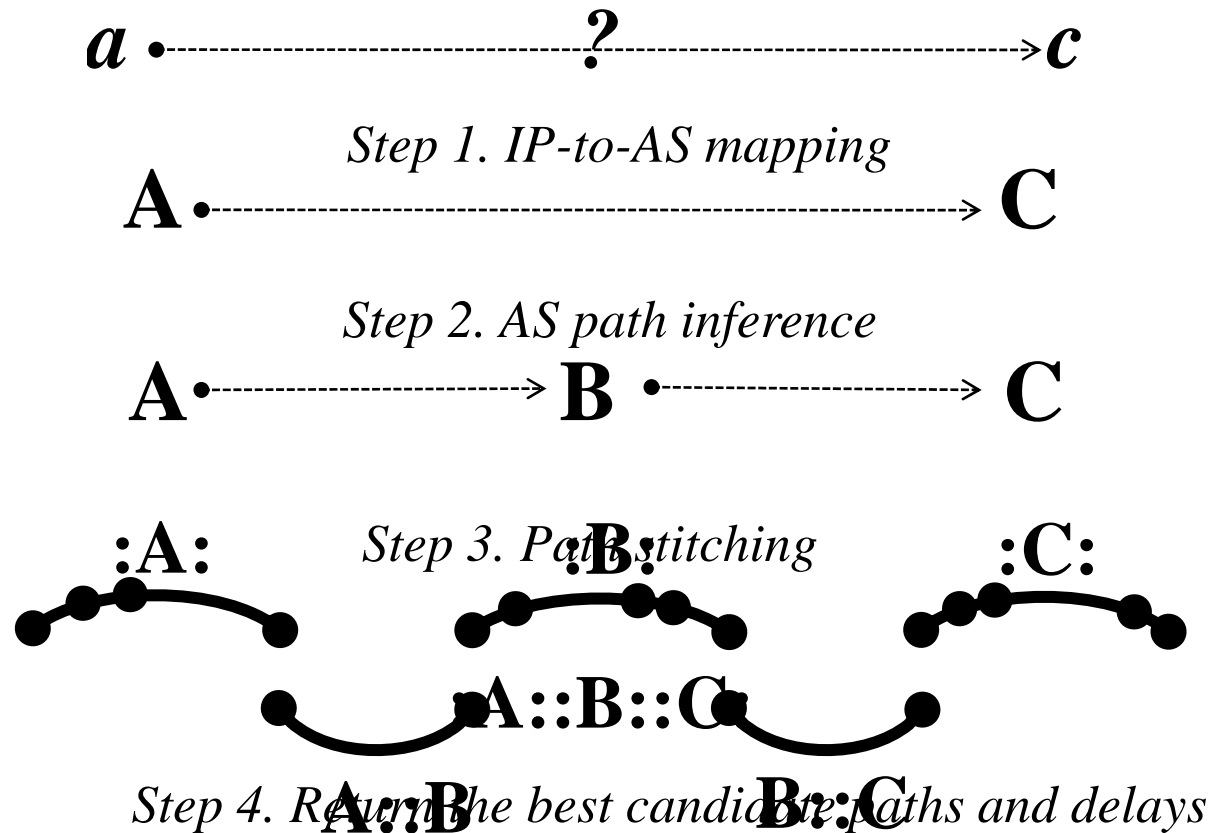 a ? c
Step 1. IP-to-AS mapping
A C
Step 2. AS path inference
A B C
Step 3. Path stitching
:A: :B: :C:
:A::B::C:
Step 4. Return the best candidate paths and delays
A::B B::C